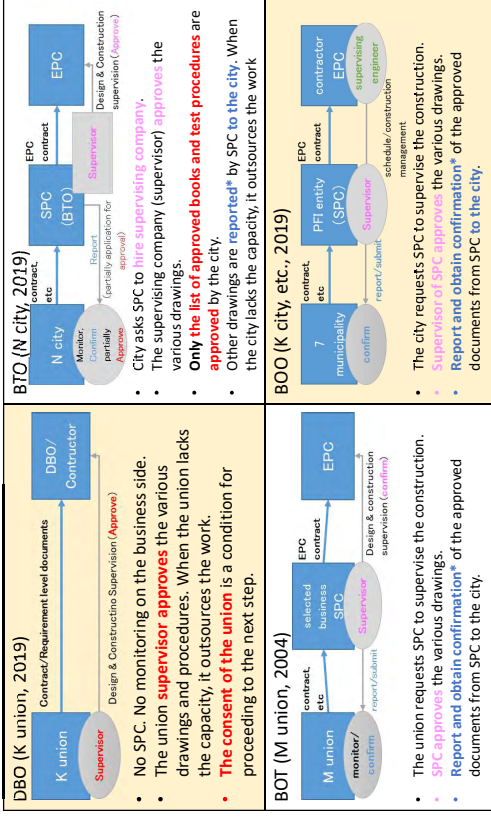 DBO (K union, 2019)
K union
Contract/Requirement level documents
DBO/
Contructor
Supervisor
Design & Constructino Supervision (Approve)
• No SPC. No monitoring on the business side.
• The union supervisor approves the various
drawings and procedures. When the union lacks
the capacity, it outsources the work.
• The consent of the union is a condition for
proceeding to the next step.
BTO (N city, 2019)
N city
contract,
etc
SPC
(BTO)
EPC
contract
EPC
Monitor.
Confirm
partially
Approve
Report
(partially application for
approval)
Supervisor
Design & Construction
supervision (Approve)
• City asks SPC to hire supervising company.
• The supervising company (supervisor) approves the
various drawings.
• Only the list of approved books and test procedures are
approved by the city.
• Other drawings are reported* by SPC to the city. When
the city lacks the capacity, it outsources the work
BOT (M union, 2004)
M union
contract,
etc
selected
business
SPC
EPC
contract
EPC
monitor/
confirm
report/submit
Supervisor
Design & construction
supervision (confirm)
• The union requests SPC to supervise the construction.
• SPC approves the various drawings.
• Report and obtain confirmation* of the approved
documents from SPC to the city.
BOO (K city, etc., 2019)
7
municipality
contract,
etc
PFI entity
(SPC)
EPC
contract
contractor
EPC
confirm
report/submit
Supervisor
supervising
engineer
schedule/construction
management
• The city requests SPC to supervise the construction.
• Supervisor of SPC approves the various drawings.
• Report and obtain confirmation* of the approved
documents from SPC to the city.